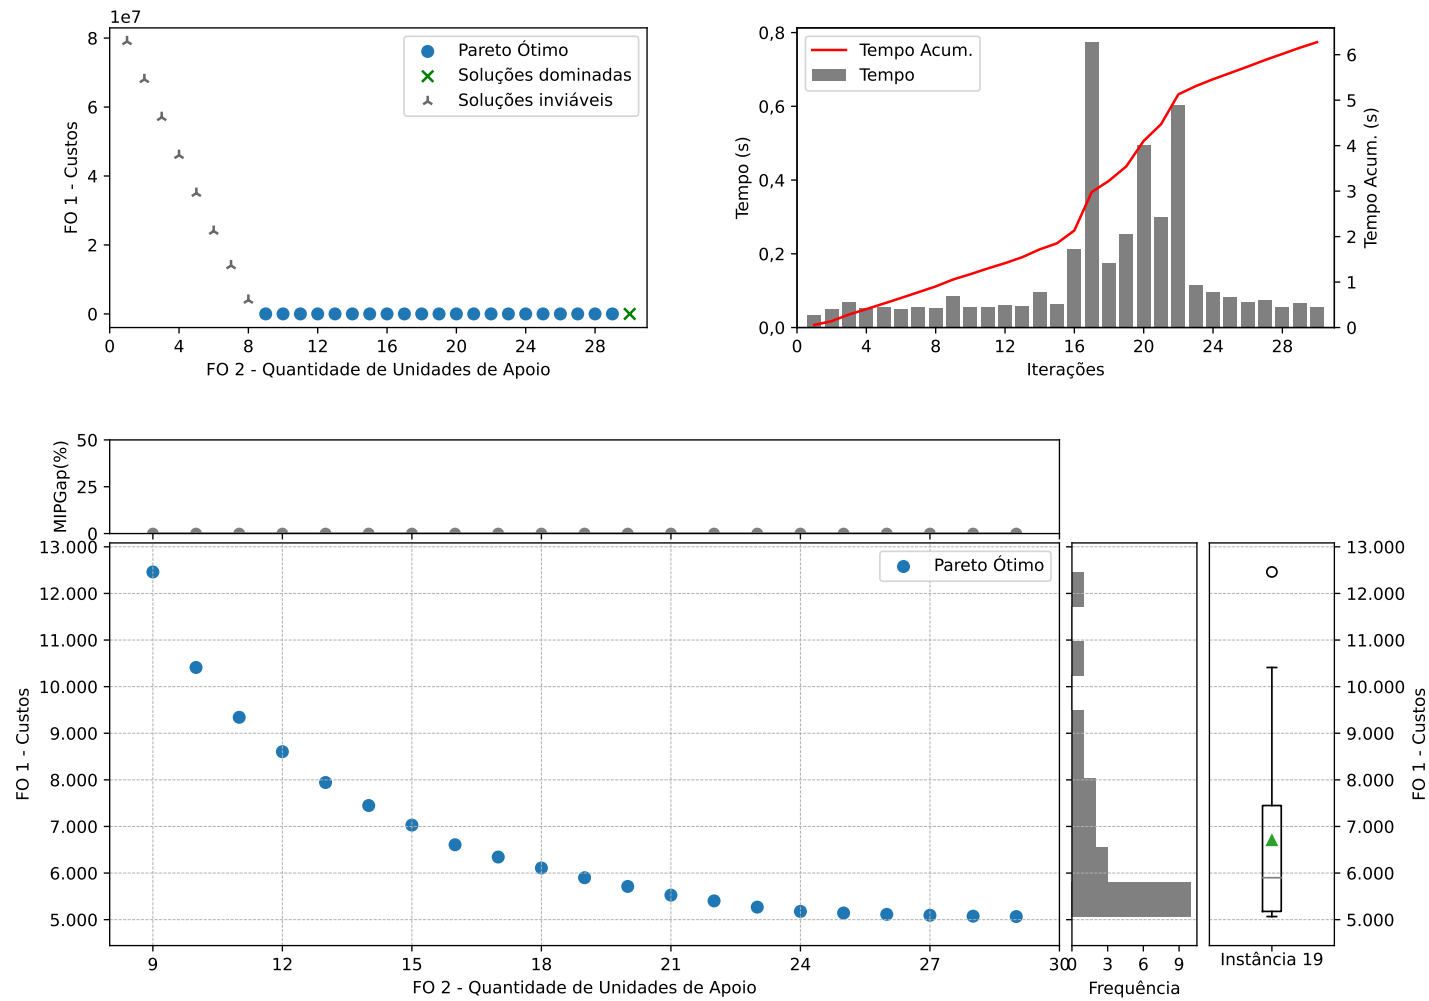 1e7
8
6
4
2
0
FO 1 - Custos
Pareto Ótimo
Soluções dominadas
Soluções inviáveis
0 4 8 12 16 20 24 28
FO 2 - Quantidade de Unidades de Apoio
0,8
0,6
0,4
0,2
0,0
Tempo (s)
Tempo Acum.
Tempo
6
5
4
3
2
1
0
Tempo Acum. (s)
0 4 8 12 16 20 24 28
Iterações
50
25
0
MIPGap(%)
13.000
12.000
11.000
10.000
9.000
8.000
7.000
6.000
5.000
FO 1 - Custos
Pareto Ótimo
9 12 15 18 21 24 27 30
FO 2 - Quantidade de Unidades de Apoio
0 3 6 9
Frequência
Instância 19
13.000
12.000
11.000
10.000
9.000
8.000
7.000
6.000
5.000
FO 1 - Custos